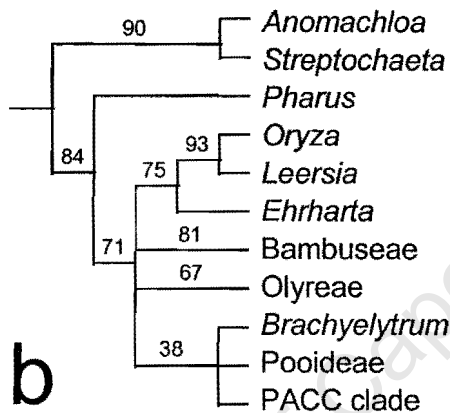 90
Anomachloa
Streptochaeta
Pharus
84
93
Oryza
75
Leersia
Ehrharta
71
81
Bambuseae
67
Olyreae
Brachyelytrum
38
Pooideae
PACC clade
b